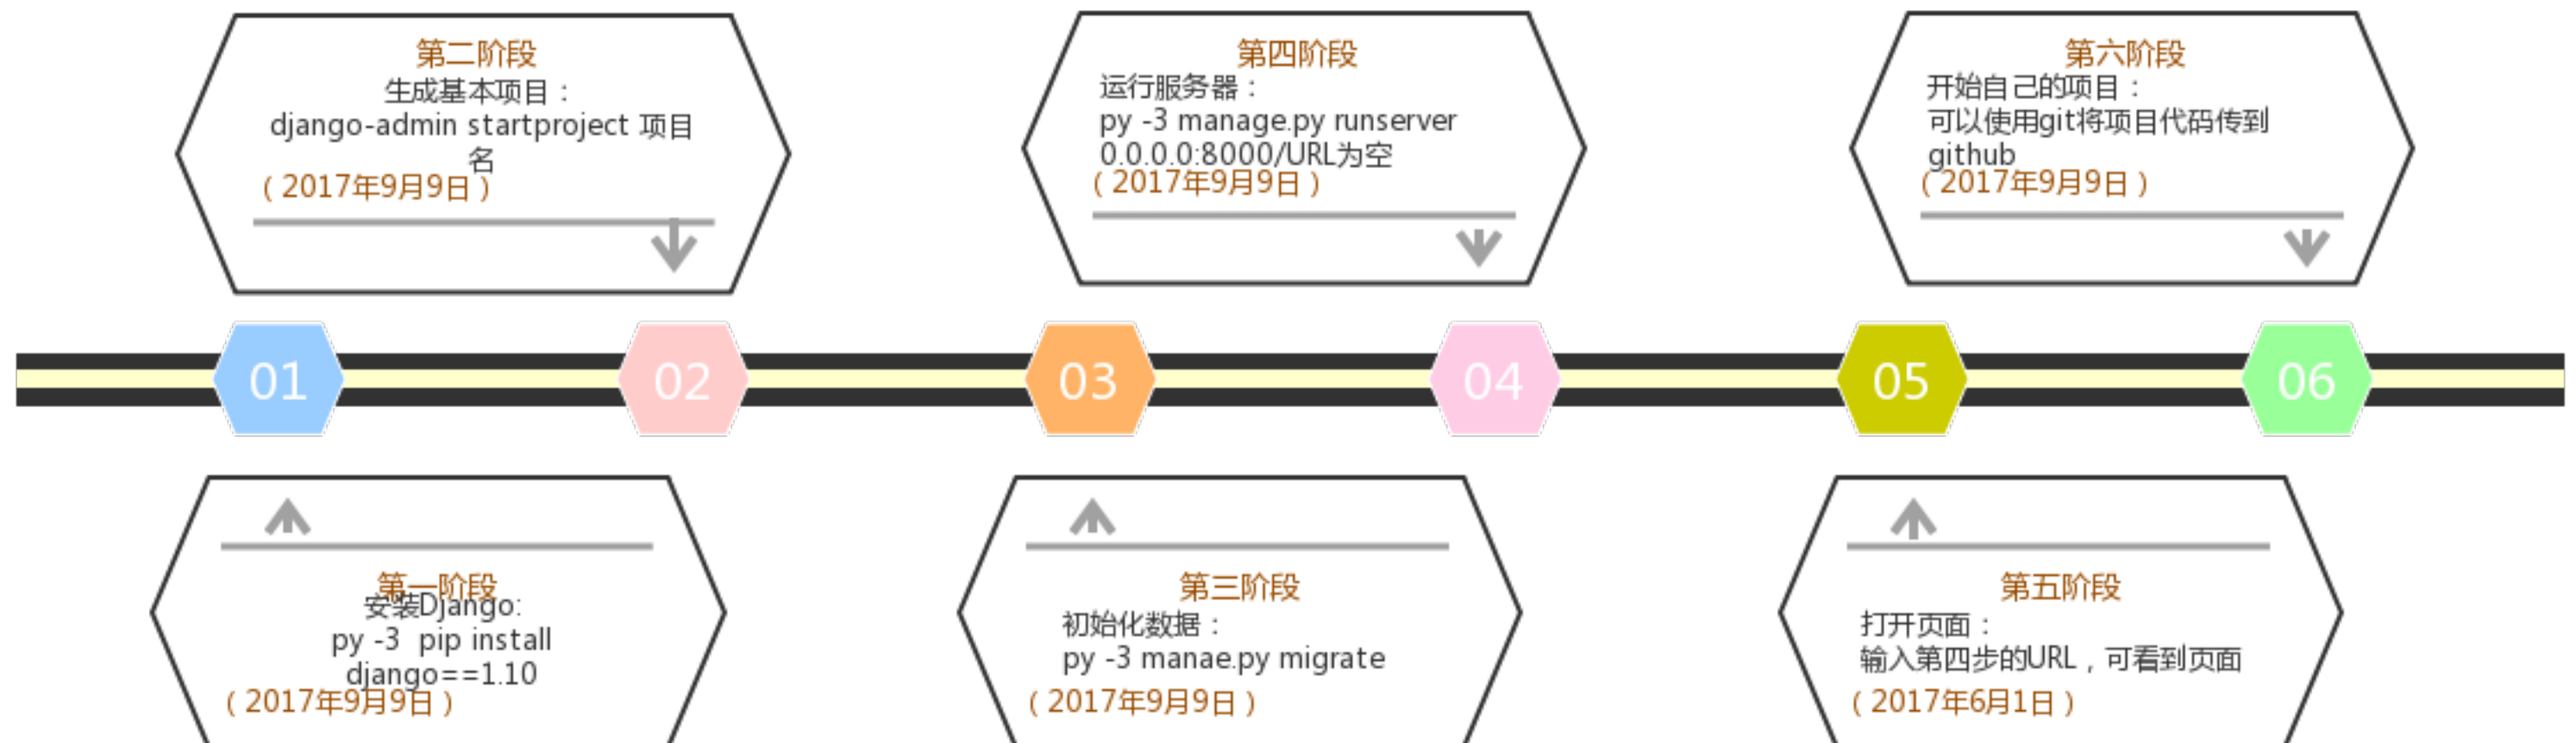 第二阶段
生成基本项目：
django-admin startproject 项目
名
（2017年9月9日）
第四阶段
运行服务器：
py -3 manage.py runserver
0.0.0.0:8000/URL为空
（2017年9月9日）
第六阶段
开始自己的项目：
可以使用git将项目代码传到
github
（2017年9月9日）
01
02
03
04
05
06
第一阶段
安装Django:
py -3  pip install
django==1.10
（2017年9月9日）
第三阶段
初始化数据：
py -3 manae.py migrate
（2017年9月9日）
第五阶段
打开页面：
输入第四步的URL，可看到页面
（2017年6月1日）